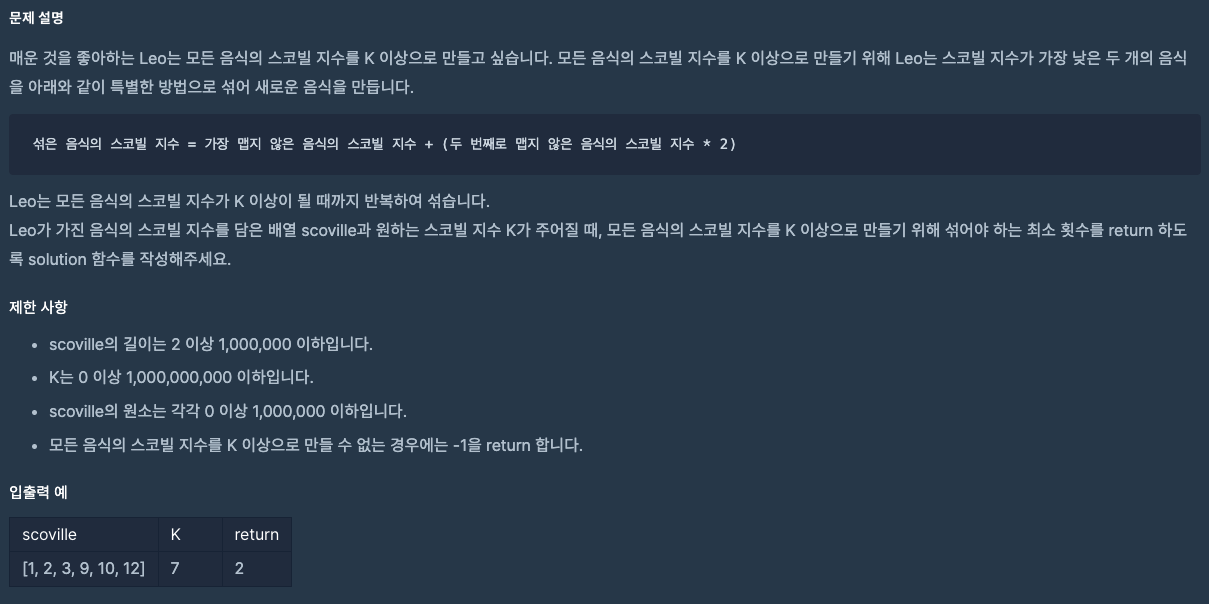 문제 설명
매운 것을 좋아하는 Leo는 모든 음식의 스코빌 지수를 K 이상으로 만들고 싶습니다. 모든 음식의 스코빌 지수를 K 이상으로 만들기 위해 Leo는 스코빌 지수가 가장 낮은 두 개의 음식
을 아래와 같이 특별한 방법으로 섞어 새로운 음식을 만듭니다.
섞은 음식의 스코빌 지수 = 가장 맵지 않은 음식의 스코빌 지수 + (두 번째로 맵지 않은 음식의 스코빌 지수 * 2)
Leo는 모든 음식의 스코빌 지수가 K 이상이 될 때까지 반복하여 섞습니다.
Leo가 가진 음식의 스코빌 지수를 담은 배열 scoville과 원하는 스코빌 지수 K가 주어질 때, 모든 음식의 스코빌 지수를 K 이상으로 만들기 위해 섞어야 하는 최소 횟수를 return 하도
록 solution 함수를 작성해주세요.
제한 사항
• scoville의 길이는 2 이상 1,000,000 이하입니다.
• K는 0 이상 1,000,000,000 이하입니다.
• scoville의 원소는 각각 0 이상 1,000,000 이하입니다.
• 모든 음식의 스코빌 지수를 K 이상으로 만들 수 없는 경우에는 -1을 return 합니다.
입출력 예
scoville K return
[1, 2, 3, 9, 10, 12] 7 2